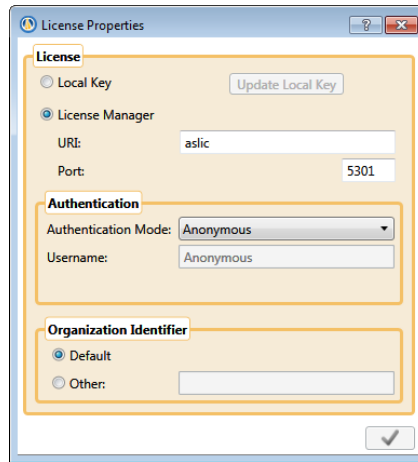 License Properties
?
License
Local Key
Update Local Key
License Manager
URI:
aslic
Port:
5301
Authentication
Authentication Mode:
Anonymous
Username:
Anonymous
Organization Identifier
Default
Other: